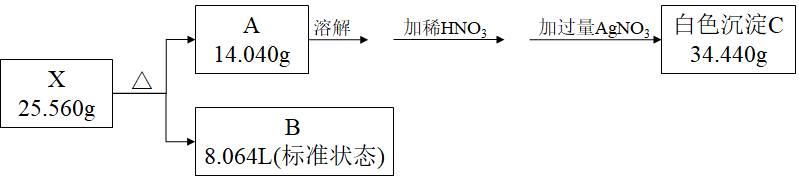 X
25.560g
△
A
14.040g
溶解
加稀HNO₃
加过量AgNO₃
白色沉淀C
34.440g
B
8.064L(标准状态)